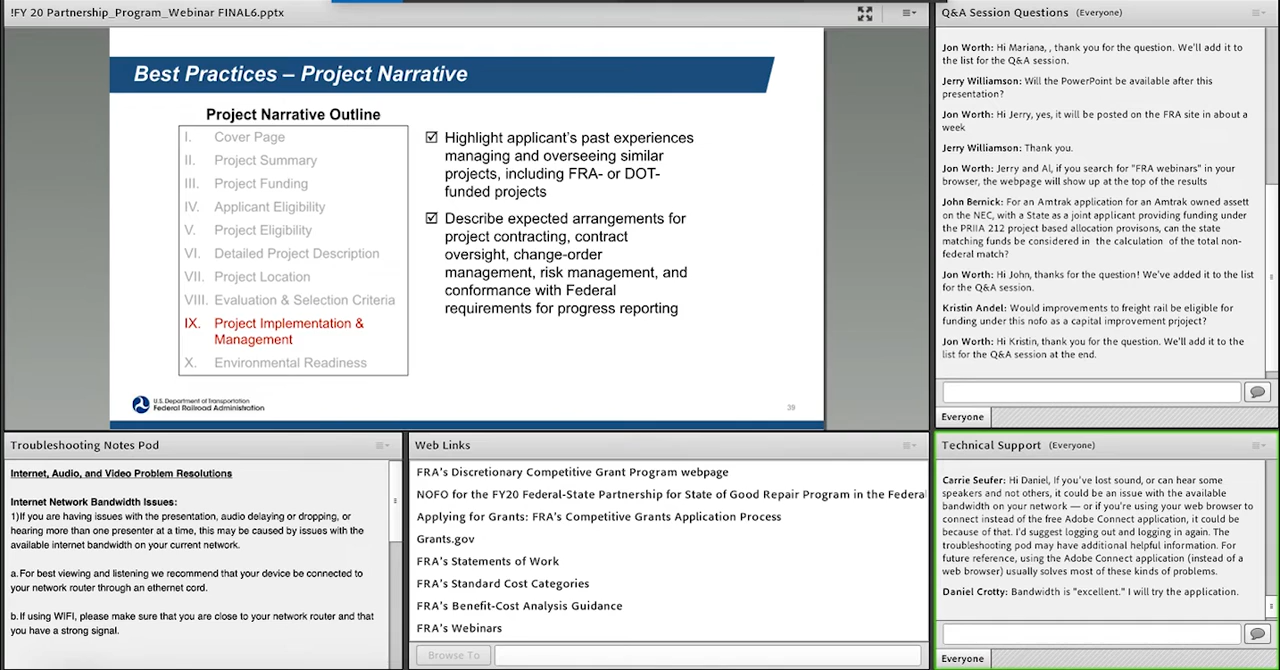 !FY 20 Partnership_Program_Webinar FINAL6.pptx
Best Practices – Project Narrative
Project Narrative Outline
I. Cover Page
II. Project Summary
III. Project Funding
IV. Applicant Eligibility
V. Project Eligibility
VI. Detailed Project Description
VII. Project Location
VIII. Evaluation & Selection Criteria
IX. Project Implementation &
Management
X. Environmental Readiness
Highlight applicant's past experiences
managing and overseeing similar
projects, including FRA- or DOT-
funded projects
Describe expected arrangements for
project contracting, contract
oversight, change-order
management, risk management, and
conformance with Federal
requirements for progress reporting
U.S. Department of Transportation
Federal Railroad Administration
39
Q&A Session Questions (Everyone)
Jon Worth: Hi Mariana, , thank you for the question. We'll add it to
the list for the Q&A session.
Jerry Williamson: Will the PowerPoint be available after this
presentation?
Jon Worth: Hi Jerry, yes, it will be posted on the FRA site in about a
week
Jerry Williamson: Thank you.
Jon Worth: Jerry and Al, if you search for "FRA webinars" in your
browser, the webpage will show up at the top of the results
John Bernick: For an Amtrak application for an Amtrak owned assett
on the NEC, with a State as a joint applicant providing funding under
the PRIIA 212 project based allocation provisons, can the state
matching funds be considered in the calculation of the total non-
federal match?
Jon Worth: Hi John, thanks for the question! We've added it to the list
for the Q&A session.
Kristin Andel: Would improvements to freight rail be eligible for
funding under this nofo as a capital improvement prioject?
Jon Worth: Hi Kristin, thank you for the question. We'll add it to the
list for the Q&A session at the end.
Everyone
Troubleshooting Notes Pod
Internet, Audio, and Video Problem Resolutions
Internet Network Bandwidth Issues:
1)If you are having issues with the presentation, audio delaying or dropping, or
hearing more than one presenter at a time, this may be caused by issues with the
available internet bandwidth on your current network.
a.For best viewing and listening we recommend that your device be connected to
your network router through an ethernet cord.
b.If using WIFI, please make sure that you are close to your network router and that
you have a strong signal.
Web Links
FRA's Discretionary Competitive Grant Program webpage
NOFO for the FY20 Federal-State Partnership for State of Good Repair Program in the Federal
Applying for Grants: FRA's Competitive Grants Application Process
Grants.gov
FRA's Statements of Work
FRA's Standard Cost Categories
FRA's Benefit-Cost Analysis Guidance
FRA's Webinars
Browse To
Technical Support (Everyone)
Carrie Seufer: Hi Daniel, If you've lost sound, or can hear some
speakers and not others, it could be an issue with the available
bandwidth on your network — or if you're using your web browser to
connect instead of the free Adobe Connect application, it could be
because of that. I'd suggest logging out and logging in again. The
troubleshooting pod may have additional helpful information. For
future reference, using the Adobe Connect application (instead of a
web browser) usually solves most of these kinds of problems.
Daniel Crotty: Bandwidth is "excellent." I will try the application.
Everyone